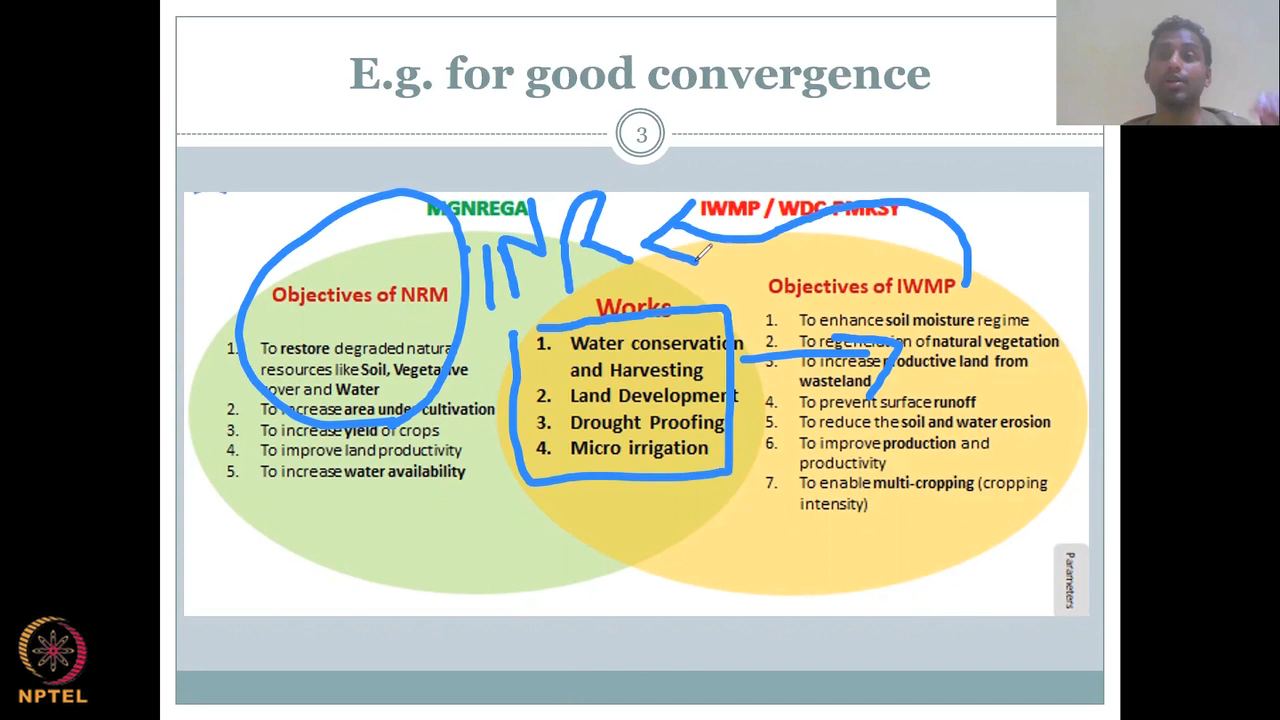 E.g. for good convergence
3
MGNREGA
IWMP / WDC PMKSY
INR
Objectives of NRM
1. To restore degraded natural
resources like Soil, Vegetative
cover and Water
2. To increase area under cultivation
3. To increase yield of crops
4. To improve land productivity
5. To increase water availability
Works
1. Water conservation
and Harvesting
2. Land Development
3. Drought Proofing
4. Micro irrigation
Objectives of IWMP
1. To enhance soil moisture regime
2. To regeneration of natural vegetation
3. To increase productive land from
wasteland
4. To prevent surface runoff
5. To reduce the soil and water erosion
6. To improve production and
productivity
7. To enable multi-cropping (cropping
intensity)
Parameters
NPTEL